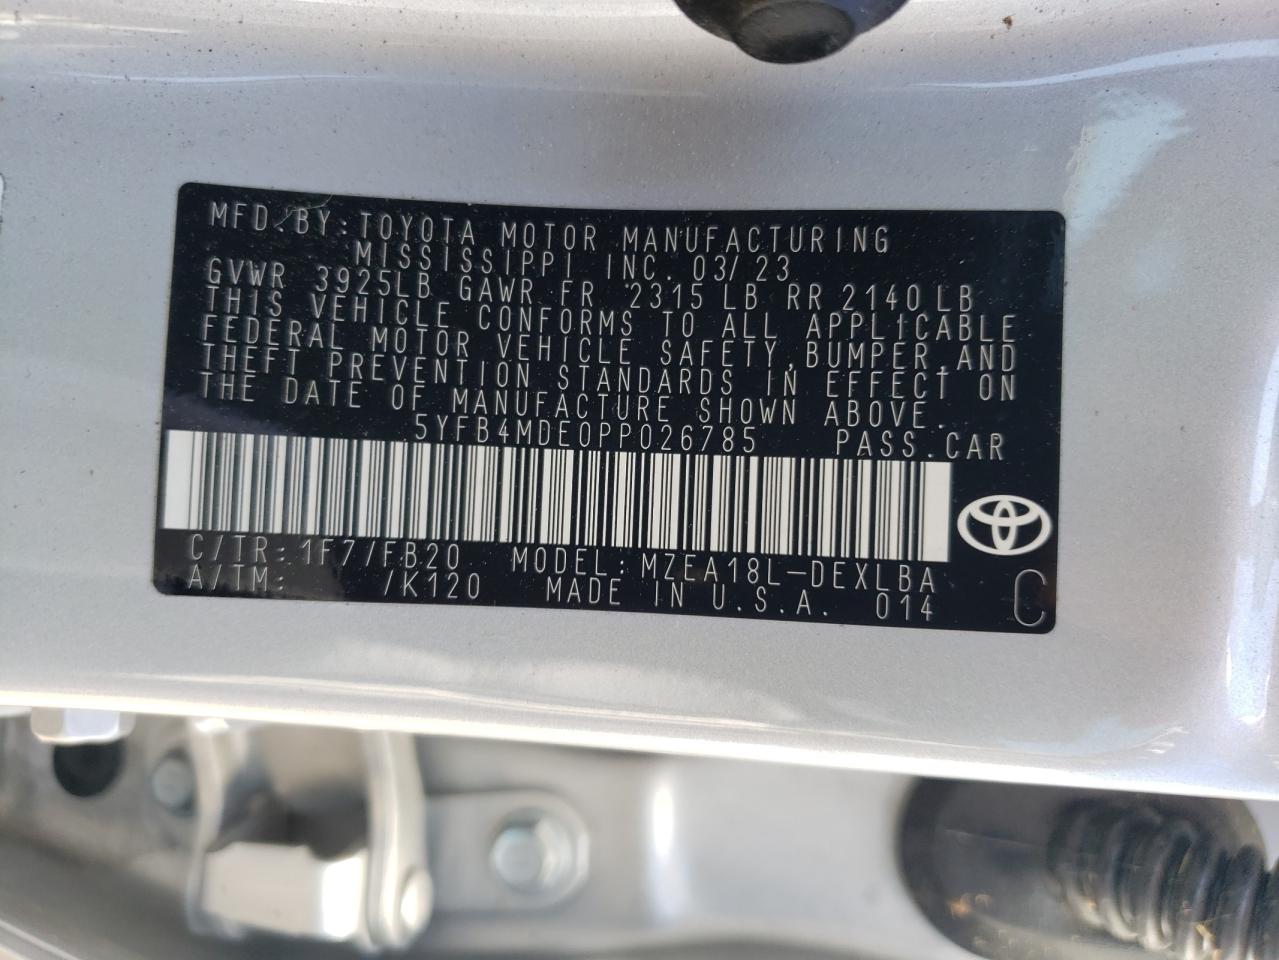 MFD.BY:TOYOTA MOTOR MANUFACTURING
MISSISSIPPI INC. 03/23
GVWR 3925LB GAWR FR 2315 LB RR 2140 LB
THIS VEHICLE CONFORMS TO ALL APPLICABLE
FEDERAL MOTOR VEHICLE SAFETY, BUMPER, AND
THEFT PREVENTION STANDARDS IN EFFECT ON
THE DATE OF MANUFACTURE SHOWN ABOVE.
5YFB4MDE0PP026785 PASS.CAR
C/TR:1F7/FB20 MODEL:MZEA18L-DEXLBA
A/TM: /K120 MADE IN U.S.A. 014 C